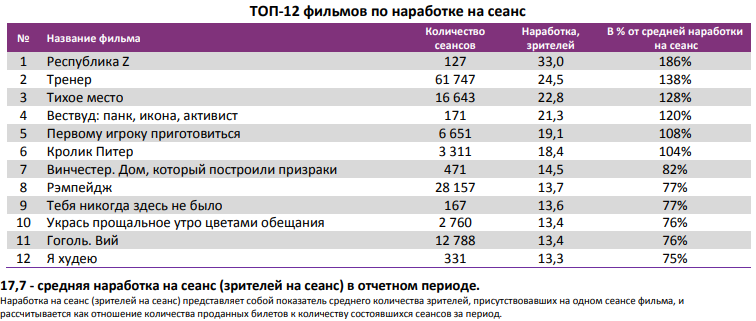 ТОП-12 фильмов по наработке на сеанс
№ Название фильма Количество сеансов Наработка, зрителей В % от средней наработки на сеанс
1 Республика Z 127 33,0 186%
2 Тренер 61 747 24,5 138%
3 Тихое место 16 643 22,8 128%
4 Вествуд: панк, икона, активист 171 21,3 120%
5 Первому игроку приготовиться 6 651 19,1 108%
6 Кролик Питер 3 311 18,4 104%
7 Винчестер. Дом, который построили призраки 471 14,5 82%
8 Рэмпейдж 28 157 13,7 77%
9 Тебя никогда здесь не было 167 13,6 77%
10 Укрась прощальное утро цветами обещания 2 760 13,4 76%
11 Гоголь. Вий 12 788 13,4 76%
12 Я худею 331 13,3 75%
17,7 - средняя наработка на сеанс (зрителей на сеанс) в отчетном периоде.
Наработка на сеанс (зрителей на сеанс) представляет собой показатель среднего количества зрителей, присутствовавших на одном сеансе фильма, и
рассчитывается как отношение количества проданных билетов к количеству состоявшихся сеансов за период.